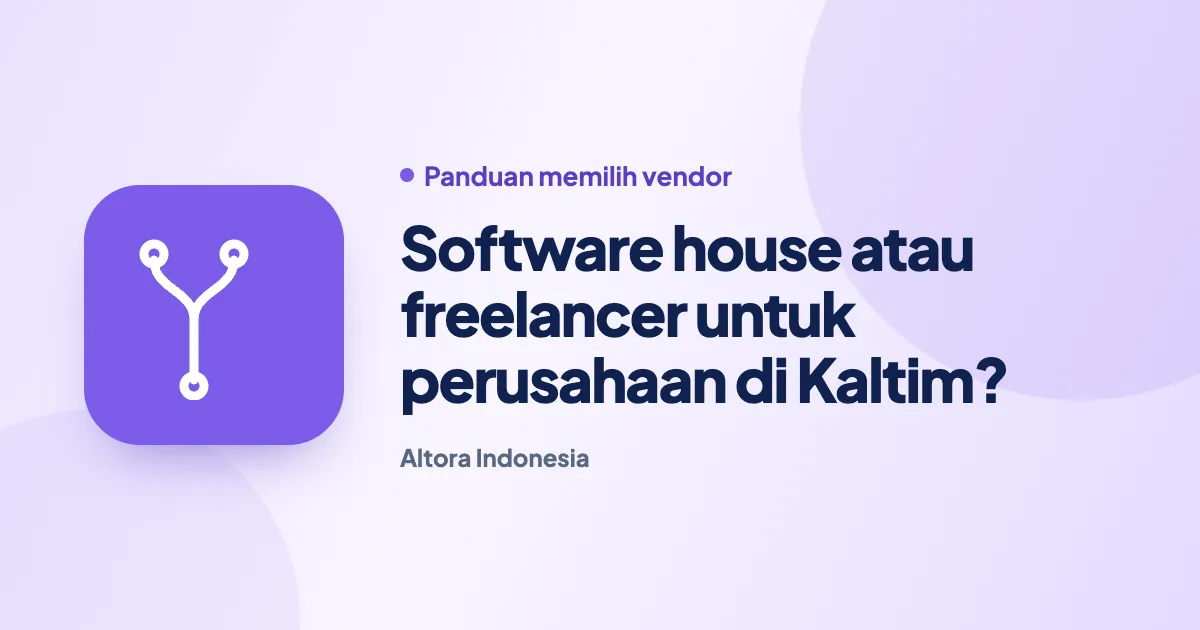 Panduan memilih vendor
Software house atau
freelancer untuk
perusahaan di Kaltim?
Altora Indonesia